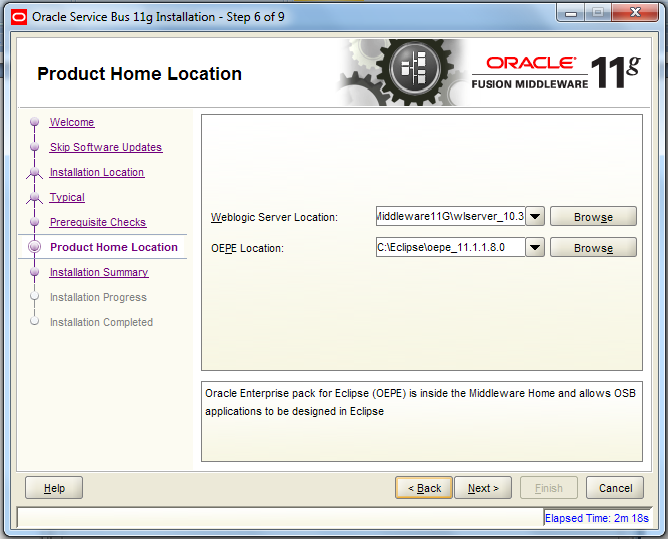 Oracle Service Bus 11g Installation - Step 6 of 9
Product Home Location
ORACLE
FUSION MIDDLEWARE
11g
Welcome
Skip Software Updates
Installation Location
Typical
Prerequisite Checks
Product Home Location
Installation Summary
Installation Progress
Installation Completed
Weblogic Server Location:
Middleware11G\wlserver_10.3
Browse
OEPE Location:
C:\Eclipse\oepe_11.1.1.8.0
Browse
Oracle Enterprise pack for Eclipse (OEPE) is inside the Middleware Home and allows OSB
applications to be designed in Eclipse
Help
< Back
Next >
Finish
Cancel
Elapsed Time: 2m 18s